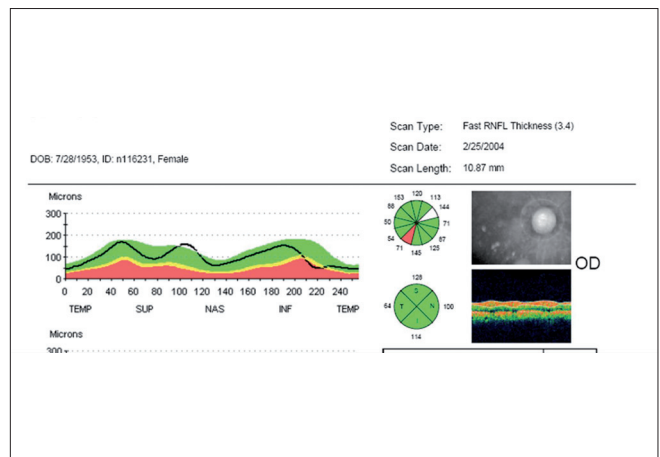 Scan Type: Fast RNFL Thickness (3.4)
Scan Date: 2/25/2004
DOB: 7/28/1953, ID: n116231, Female
Scan Length: 10.87 mm
Microns
300
200
100
0
0 20 40 60 80 100 120 140 160 180 200 220 240
TEMP SUP NAS INF TEMP
120
153 113
86 144
50 71
54 87
71 125
145
128
S
64 T N 100
I
114
OD
Microns
300